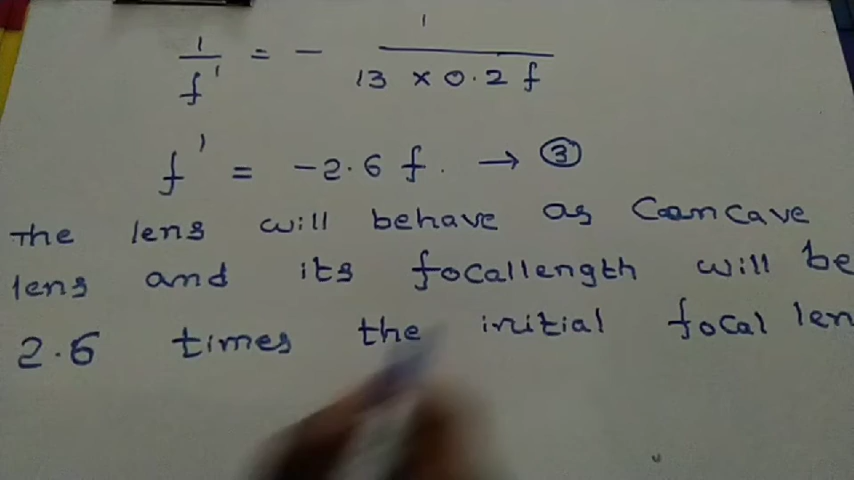 1/f' = - 1/(13 × 0.2 f)
f' = -2.6 f. → ③
The lens will behave as Concave
lens and its focallength will be
2.6 times the initial focal len